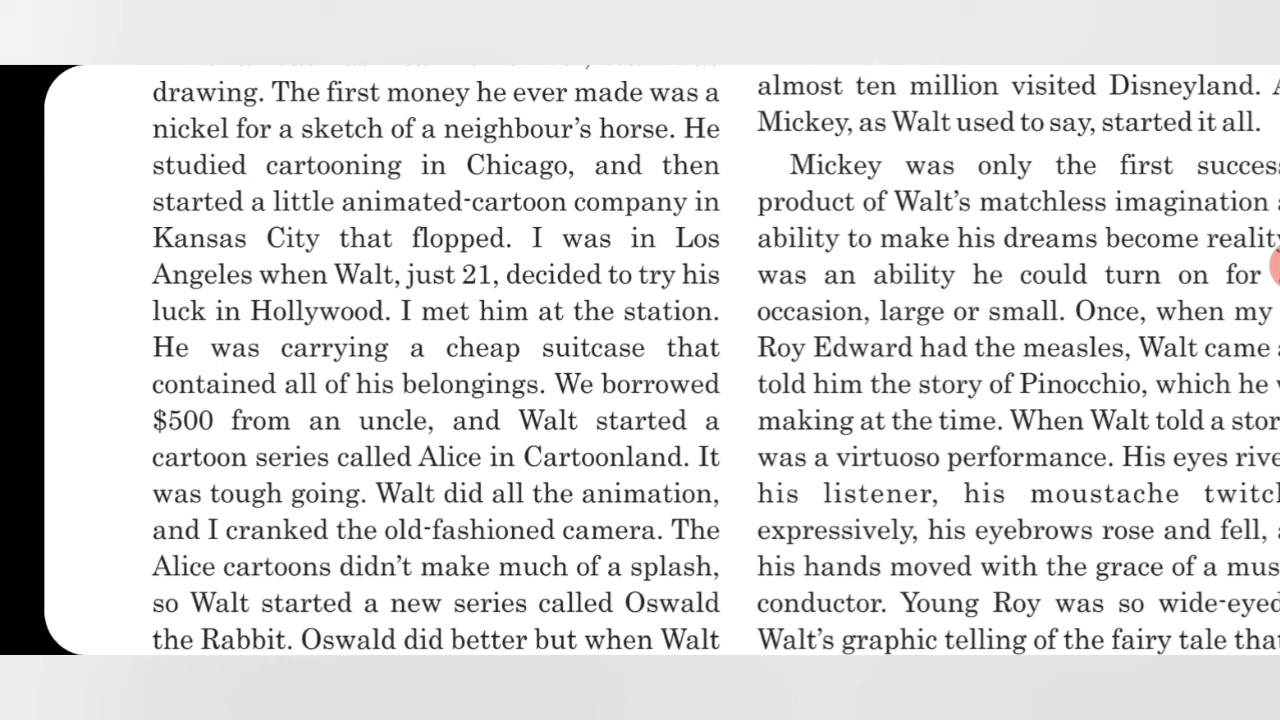 drawing. The first money he ever made was a
nickel for a sketch of a neighbour's horse. He
studied cartooning in Chicago, and then
started a little animated-cartoon company in
Kansas City that flopped. I was in Los
Angeles when Walt, just 21, decided to try his
luck in Hollywood. I met him at the station.
He was carrying a cheap suitcase that
contained all of his belongings. We borrowed
$500 from an uncle, and Walt started a
cartoon series called Alice in Cartoonland. It
was tough going. Walt did all the animation,
and I cranked the old-fashioned camera. The
Alice cartoons didn't make much of a splash,
so Walt started a new series called Oswald
the Rabbit. Oswald did better but when Walt
almost ten million visited Disneyland.
Mickey, as Walt used to say, started it all.
Mickey was only the first
product of Walt's matchless imagination
ability to make his dreams become
was an ability he could turn on for
occasion, large or small. Once, when my
Roy Edward had the measles, Walt came
told him the story of Pinocchio, which he
making at the time. When Walt told a
was a virtuoso performance. His eyes
his listener, his moustache
expressively, his eyebrows rose and fell,
his hands moved with the grace of a
conductor. Young Roy was so
Walt's graphic telling of the fairy tale